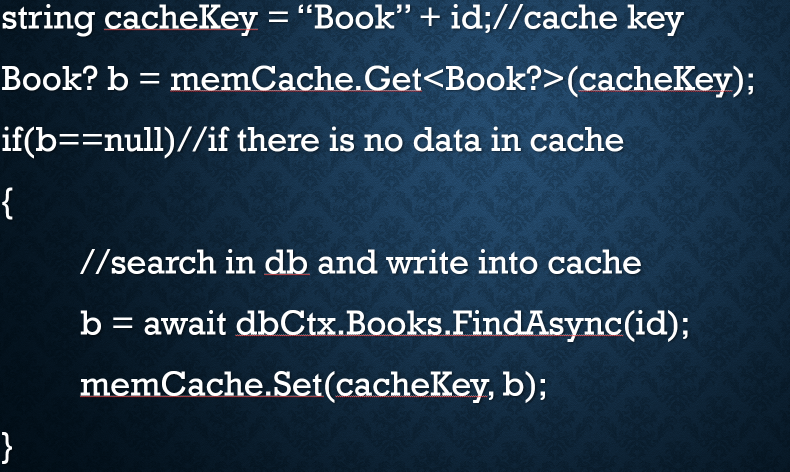 string cacheKey = “Book” + id;//cache key
Book? b = memCache.Get<Book?>(cacheKey);
if(b==null)//if there is no data in cache
{
//search in db and write into cache
b = await dbCtx.Books.FindAsync(id);
memCache.Set(cacheKey, b);
}